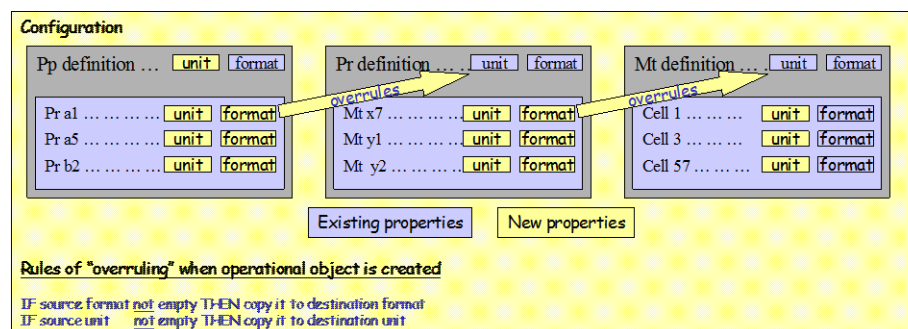 Configuration
Pp definition … unit format
Pr a1 … … … … unit format
Pr a5 … … … … unit format
Pr b2 … … … … unit format
overrules
Pr definition … … unit format
Mt x7 … … … … unit format
Mt y1 … … … … unit format
Mt y2 … … … … unit format
overrules
Mt definition … … unit format
Cell 1 … … … unit format
Cell 3 … … … unit format
Cell 57 … … … unit format
Existing properties New properties
Rules of “overruling” when operational object is created
IF source format not empty THEN copy it to destination format
IF source unit not empty THEN copy it to destination unit